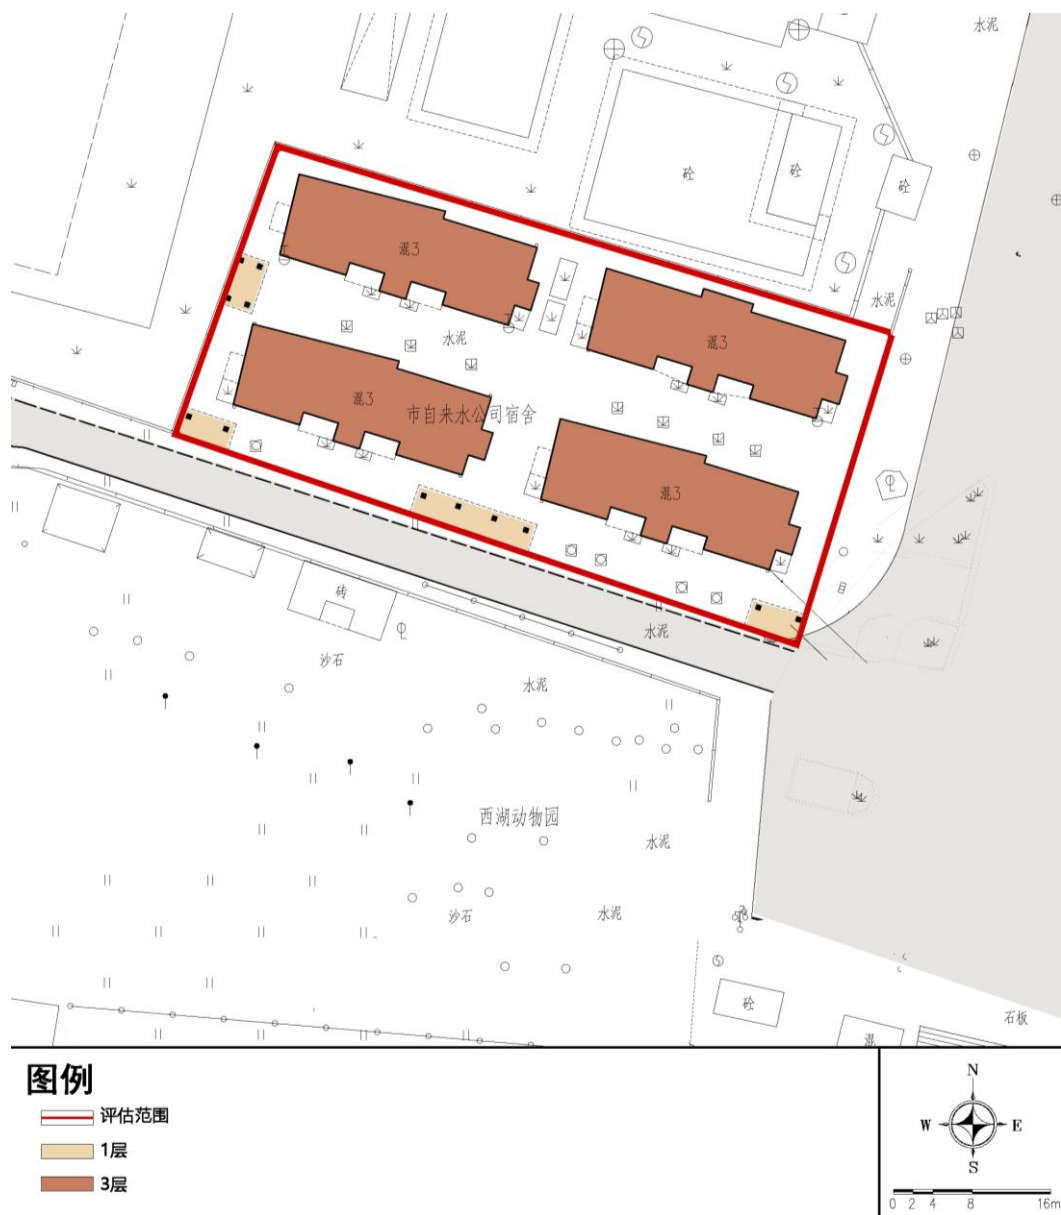 水泥
砼
砼
砼
混3
水泥
水泥
混3
混3
市自来水公司宿舍
混3
砖
水泥
沙石
水泥
西湖动物园
水泥
沙石
水泥
砼
石板
混
图例
评估范围
1层
3层
N
W
E
S
0 2 4 8 16m